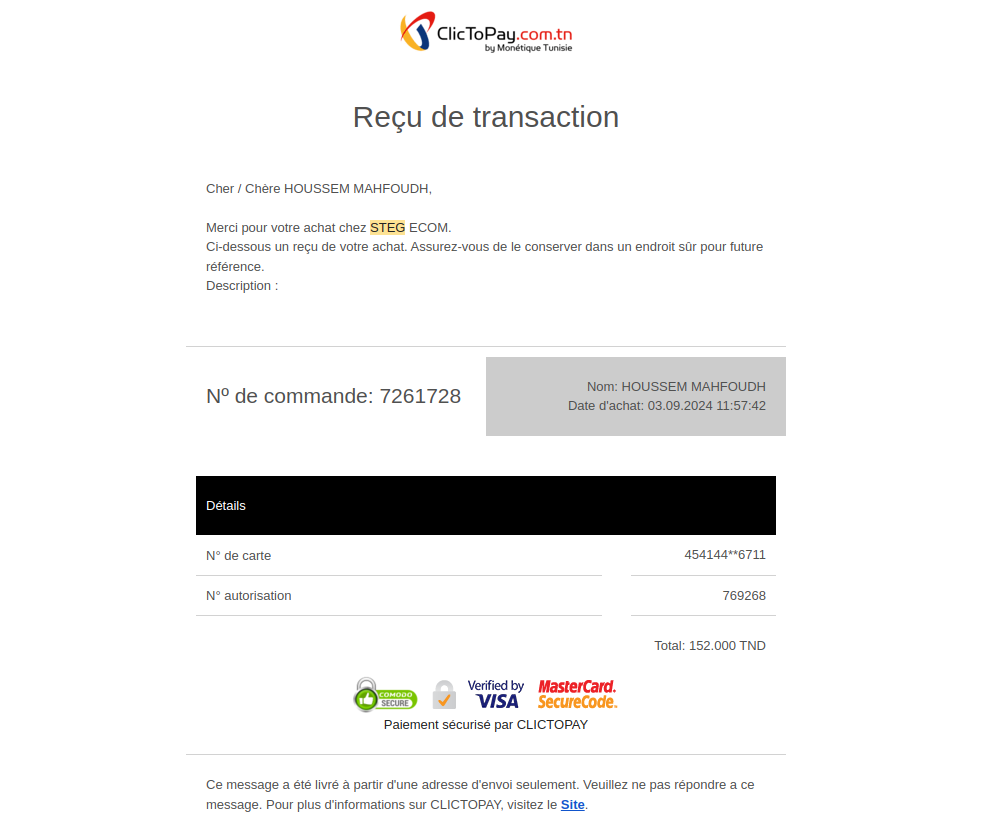 ClicToPay.com.tn
by Monétique Tunisie
Reçu de transaction
Cher / Chère HOUSSEM MAHFOUDH,
Merci pour votre achat chez STEG ECOM.
Ci-dessous un reçu de votre achat. Assurez-vous de le conserver dans un endroit sûr pour future
référence.
Description :
Nº de commande: 7261728
Nom: HOUSSEM MAHFOUDH
Date d'achat: 03.09.2024 11:57:42
Détails
N° de carte 454144**6711
N° autorisation 769268
Total: 152.000 TND
COMODO
SECURE
Verified by
VISA
MasterCard.
SecureCode.
Paiement sécurisé par CLICTOPAY
Ce message a été livré à partir d'une adresse d'envoi seulement. Veuillez ne pas répondre a ce
message. Pour plus d'informations sur CLICTOPAY, visitez le Site.